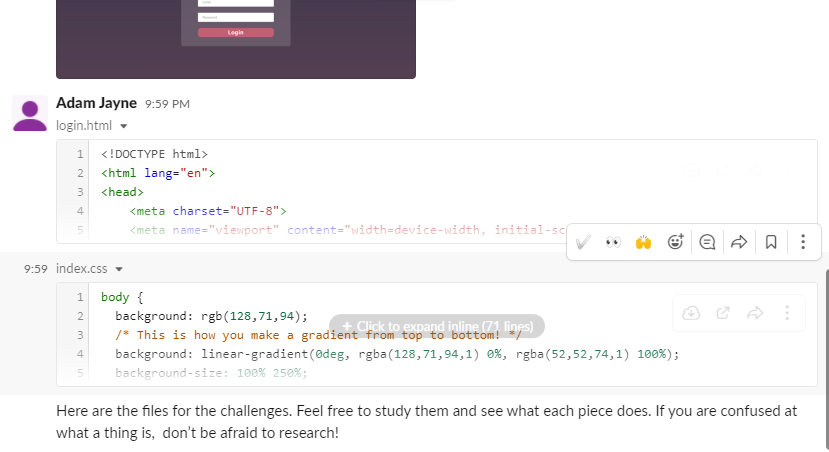 Login
Adam Jayne 9:59 PM
login.html
1 <!DOCTYPE html>
2 <html lang="en">
3 <head>
4 <meta charset="UTF-8">
5 <meta name="viewport" content="width=device-width, initial-sc
9:59 index.css
1 body {
2 background: rgb(128,71,94);
+ Click to expand inline (71 lines)
3 /* This is how you make a gradient from top to bottom! */
4 background: linear-gradient(0deg, rgba(128,71,94,1) 0%, rgba(52,52,74,1) 100%);
5 background-size: 100% 250%;
Here are the files for the challenges. Feel free to study them and see what each piece does. If you are confused at
what a thing is, don't be afraid to research!